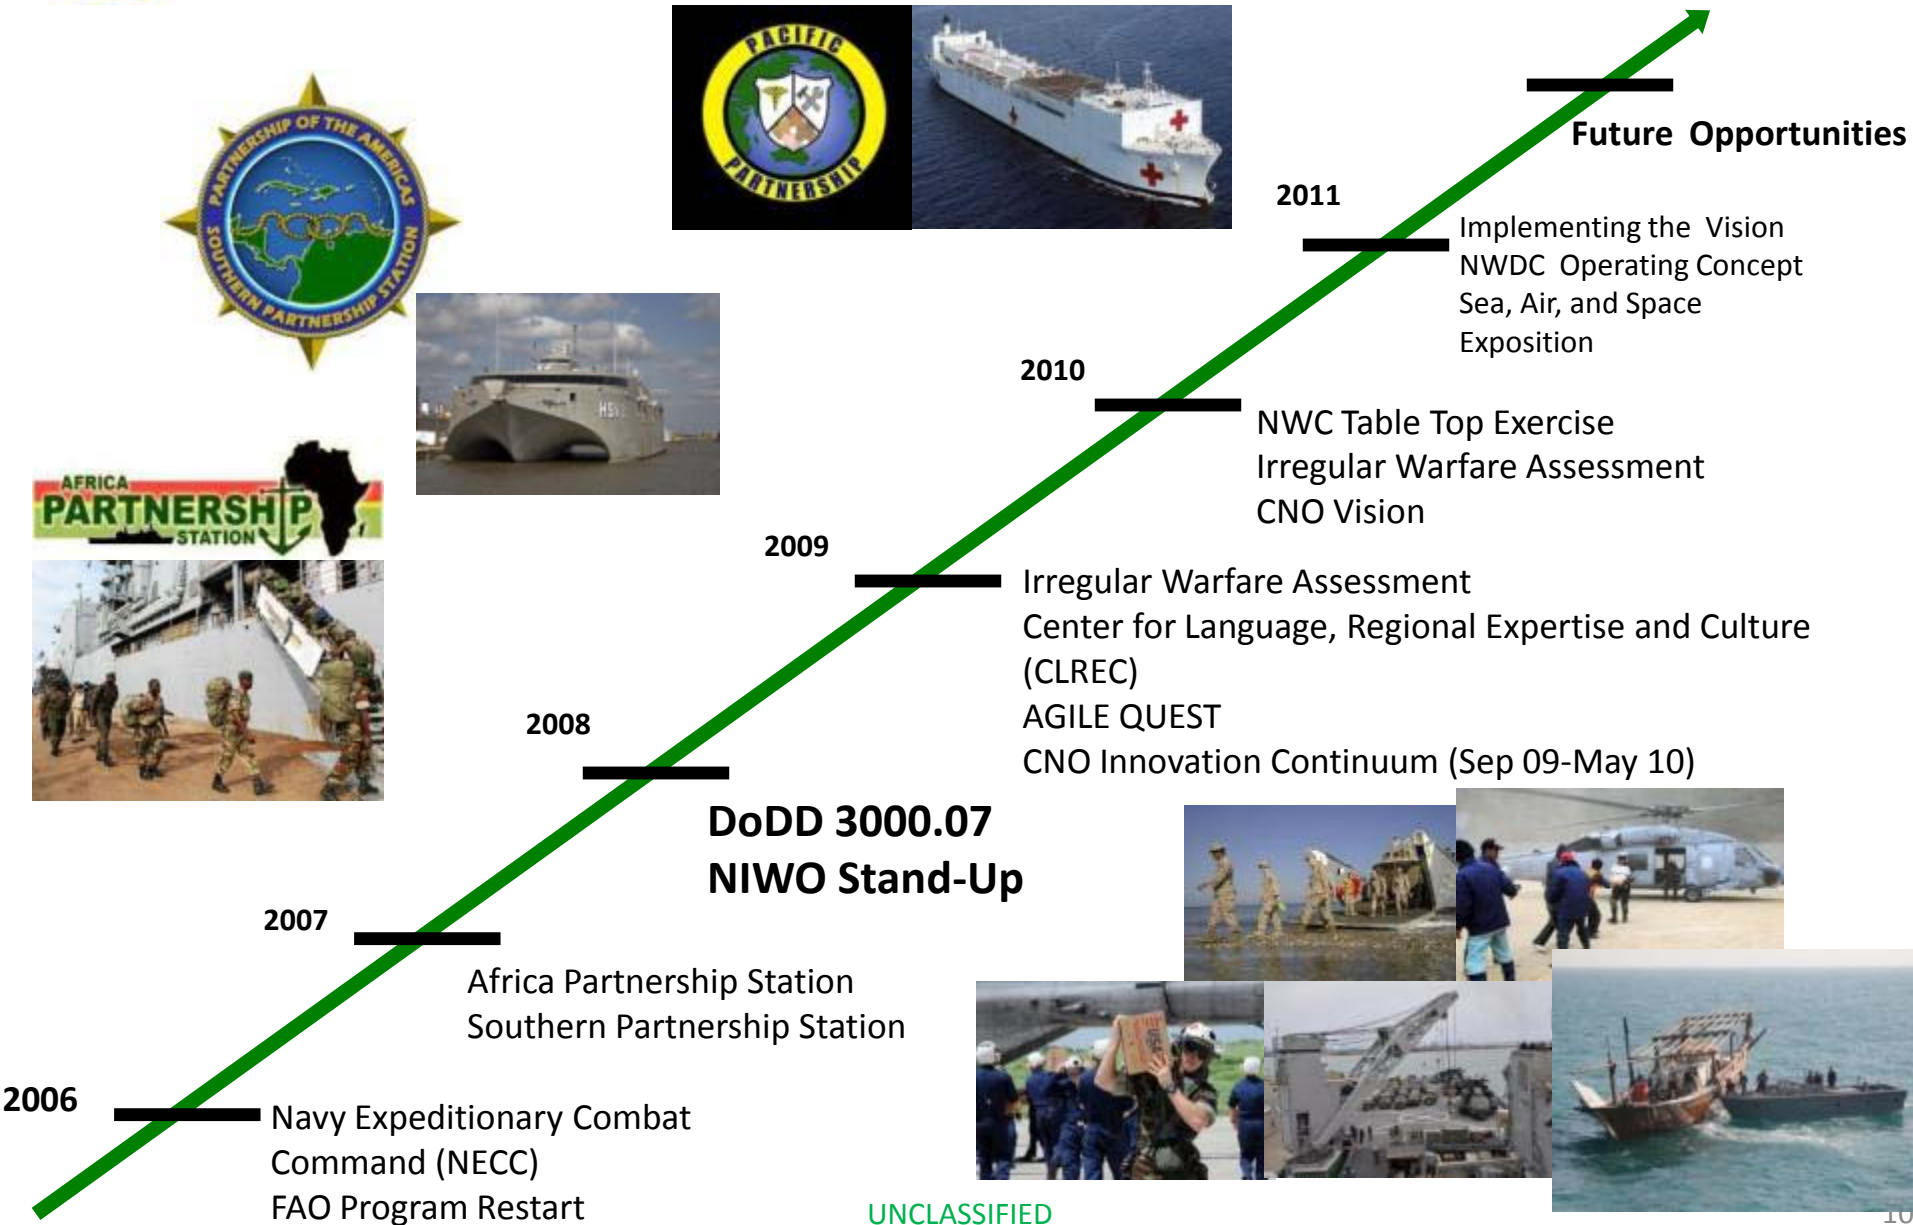 PACIFIC
PARTNERSHIP
PARTNERSHIP OF THE AMERICAS
SOUTHERN PARTNERSHIP STATION
AFRICA
PARTNERSHIP
STATION
HSV
Future Opportunities
2011
Implementing the Vision
NWDC Operating Concept
Sea, Air, and Space
Exposition
2010
NWC Table Top Exercise
Irregular Warfare Assessment
CNO Vision
2009
Irregular Warfare Assessment
Center for Language, Regional Expertise and Culture
(CLREC)
AGILE QUEST
CNO Innovation Continuum (Sep 09-May 10)
2008
DoDD 3000.07
NIWO Stand-Up
2007
Africa Partnership Station
Southern Partnership Station
2006
Navy Expeditionary Combat
Command (NECC)
FAO Program Restart
USA
UNCLASSIFIED
10